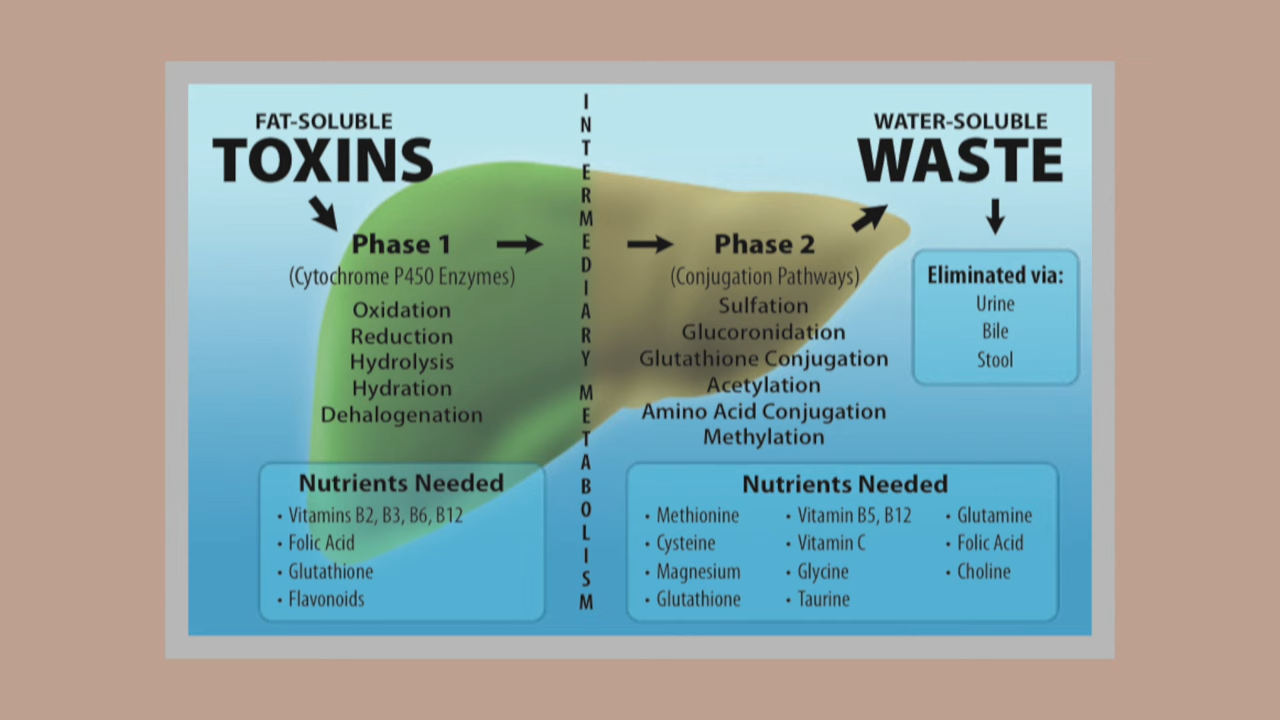 FAT-SOLUBLE
TOXINS
Phase 1
(Cytochrome P450 Enzymes)
Oxidation
Reduction
Hydrolysis
Hydration
Dehalogenation
Nutrients Needed
• Vitamins B2, B3, B6, B12
• Folic Acid
• Glutathione
• Flavonoids
INTERMEDIARY METABOLISM
Phase 2
(Conjugation Pathways)
Sulfation
Glucoronidation
Glutathione Conjugation
Acetylation
Amino Acid Conjugation
Methylation
Nutrients Needed
• Methionine
• Cysteine
• Magnesium
• Glutathione
• Vitamin B5, B12
• Vitamin C
• Glycine
• Taurine
• Glutamine
• Folic Acid
• Choline
WATER-SOLUBLE
WASTE
Eliminated via:
Urine
Bile
Stool